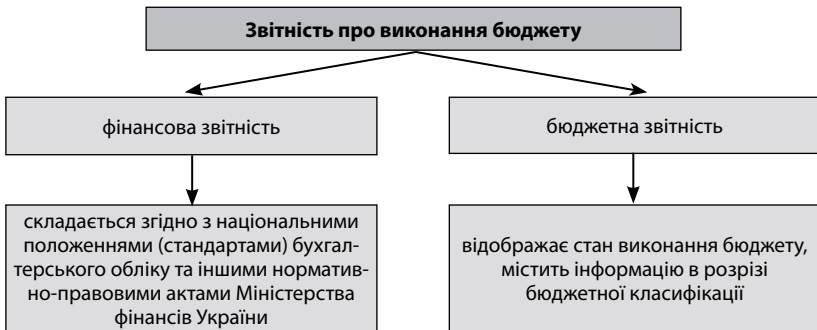 Звітність про виконання бюджету
фінансова звітність
бюджетна звітність
складається згідно з національними
положеннями (стандартами) бухгал-
терського обліку та іншими норматив-
но-правовими актами Міністерства
фінансів України
відображає стан виконання бюджету,
містить інформацію в розрізі
бюджетної класифікації